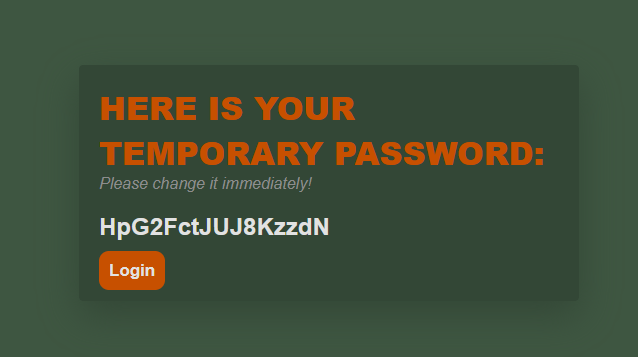 HERE IS YOUR
TEMPORARY PASSWORD:
Please change it immediately!
HpG2FctJUJ8KzzdN
Login